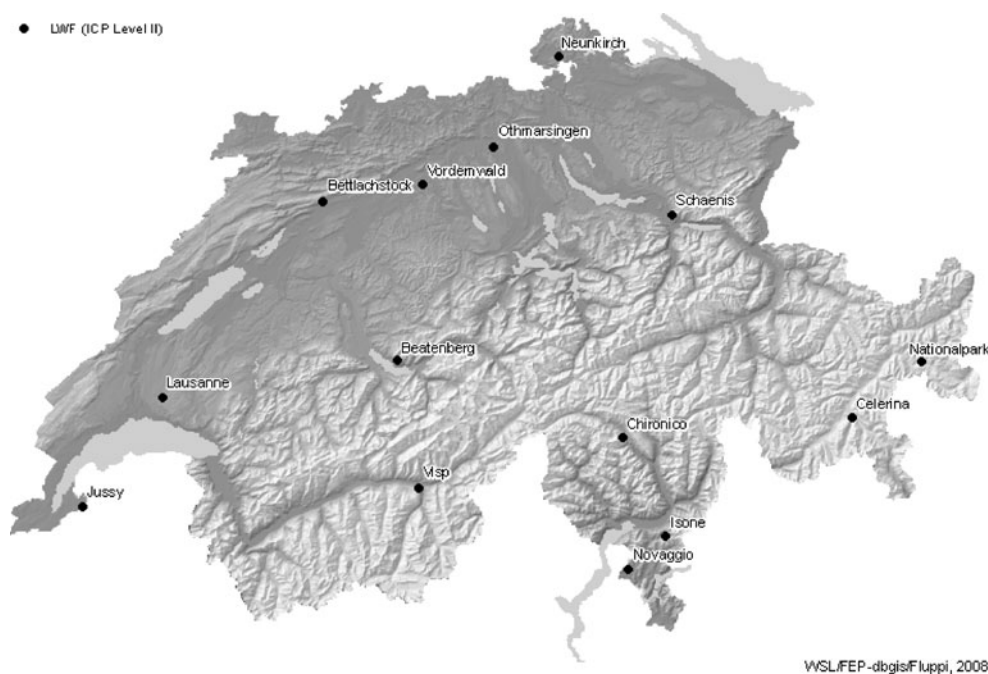 LWF (ICP Level II)
Neunkirch
Othmarsingen
Vordemwald
Bettlachstock
Schaenis
Beatenberg
Nationalpark
Lausanne
Celerina
Chironico
Visp
Jussy
Isone
Novaggio
WSL/FEP-dbgis/Fluppi, 2008